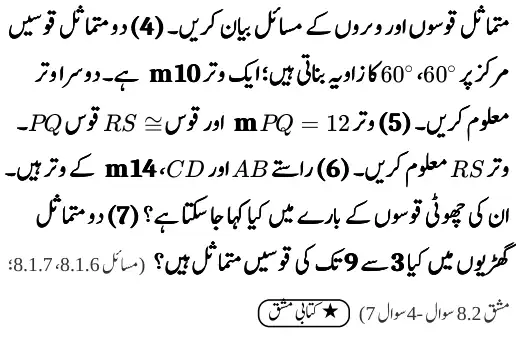 متماثل قوسوں اور وتروں کے مسائل بیان کریں۔ (4) دو متماثل قوسیں
مرکز پر 60°، 60° کا زاویہ بناتی ہیں؛ ایک وتر 10m ہے۔ دوسرا وتر
معلوم کریں۔ (5) وتر mPQ = 12 اور قوس RS ≅ قوس PQ۔
وتر RS معلوم کریں۔ (6) راستے AB اور CD، 14m کے وتر ہیں۔
ان کی چھوٹی قوسوں کے بارے میں کیا کہا جا سکتا ہے؟ (7) دو متماثل
گھڑیوں میں کیا 3 سے 9 تک کی قوسیں متماثل ہیں؟ (مسائل 8.1.6، 8.1.7؛
مشق 8.2 سوال 4- سوال 7) ★ کتابی مشق